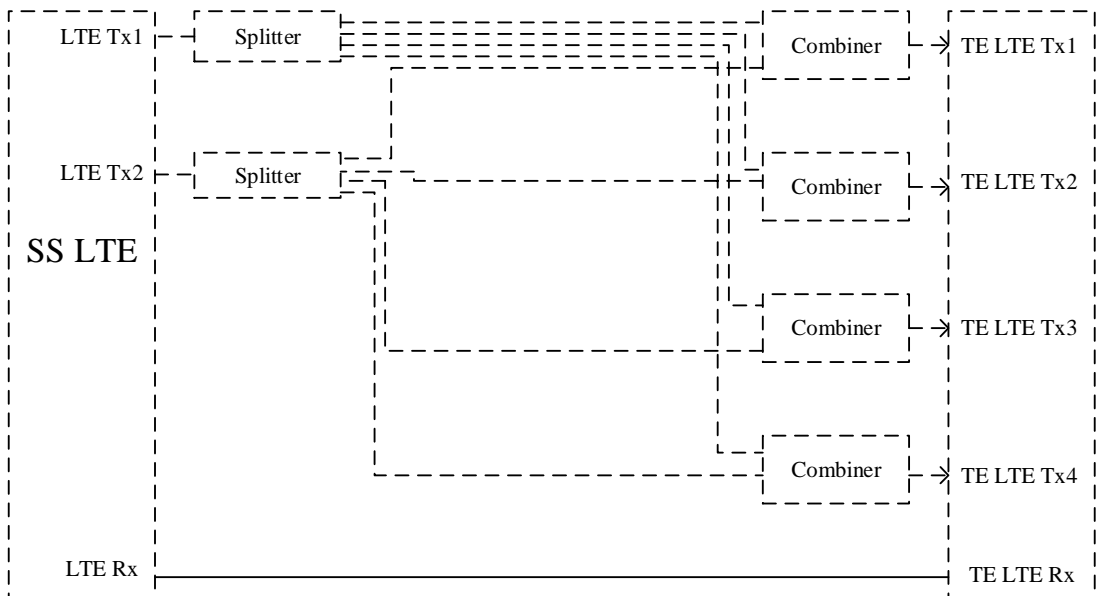 LTE Tx1
Splitter
Combiner
TE LTE Tx1
LTE Tx2
Splitter
Combiner
TE LTE Tx2
SS LTE
Combiner
TE LTE Tx3
Combiner
TE LTE Tx4
LTE Rx
TE LTE Rx